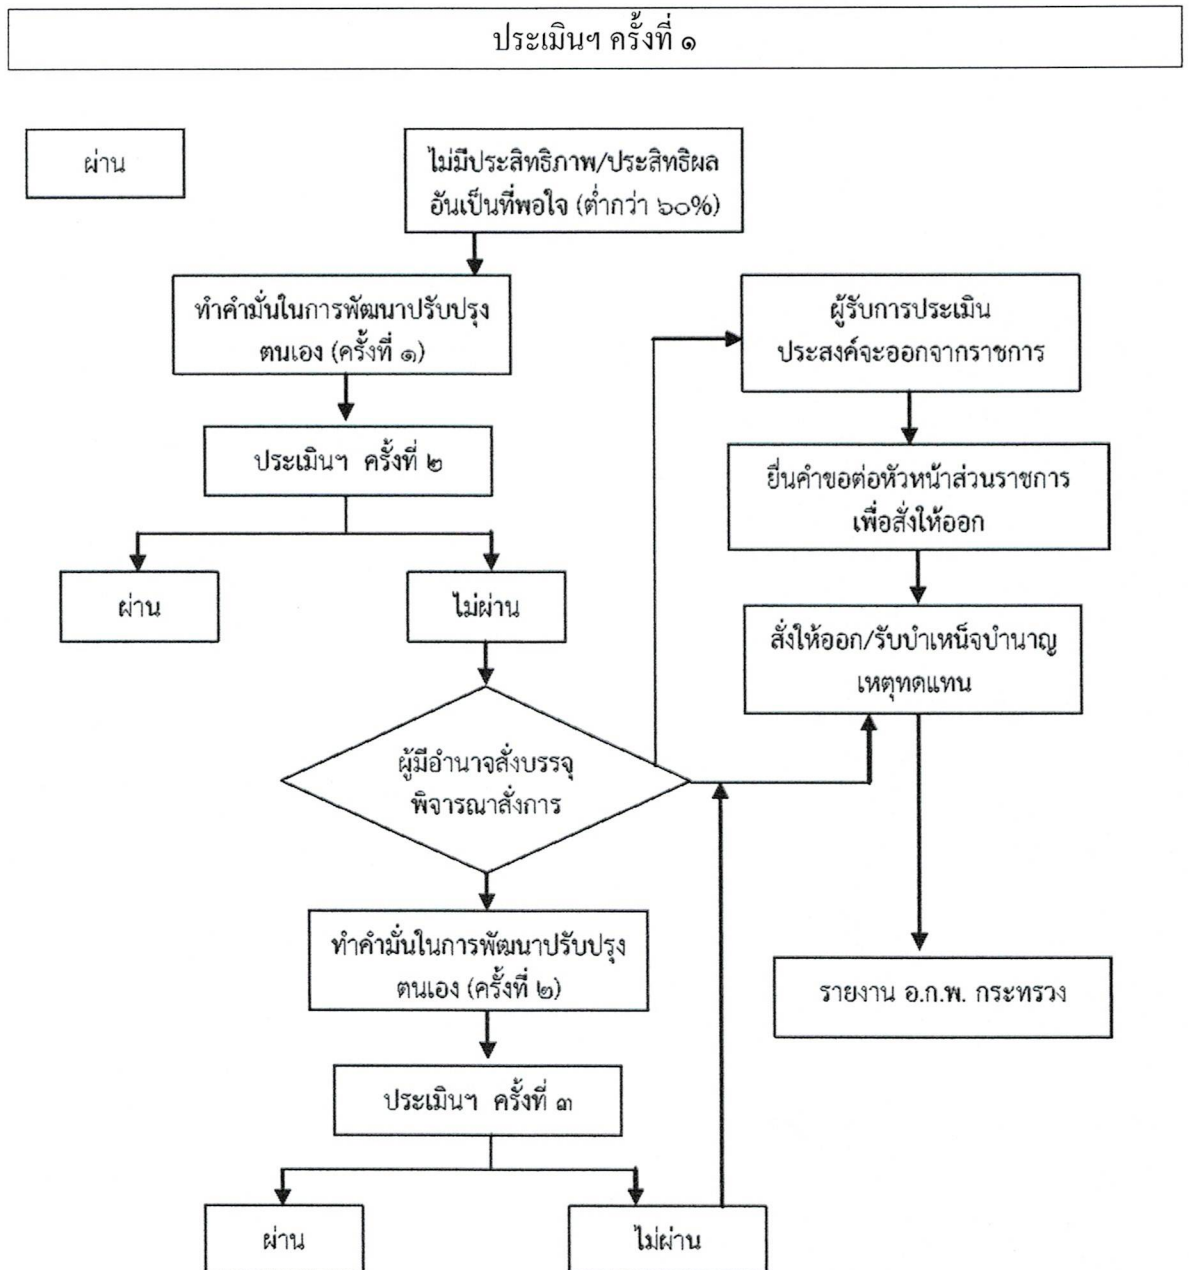 ประเมินฯ ครั้งที่ ๑
ผ่าน
ไม่มีประสิทธิภาพ/ประสิทธิผล
อันเป็นที่พอใจ (ต่ำกว่า ๖๐%)
ทำคำมั่นในการพัฒนาปรับปรุง
ตนเอง (ครั้งที่ ๑)
ผู้รับการประเมิน
ประสงค์จะออกจากราชการ
ประเมินฯ ครั้งที่ ๒
ยื่นคำขอต่อหัวหน้าส่วนราชการ
เพื่อสั่งให้ออก
ผ่าน
ไม่ผ่าน
สั่งให้ออก/รับบำเหน็จบำนาญ
เหตุทดแทน
ผู้มีอำนาจสั่งบรรจุ
พิจารณาสั่งการ
ทำคำมั่นในการพัฒนาปรับปรุง
ตนเอง (ครั้งที่ ๒)
รายงาน อ.ก.พ. กระทรวง
ประเมินฯ ครั้งที่ ๓
ผ่าน
ไม่ผ่าน